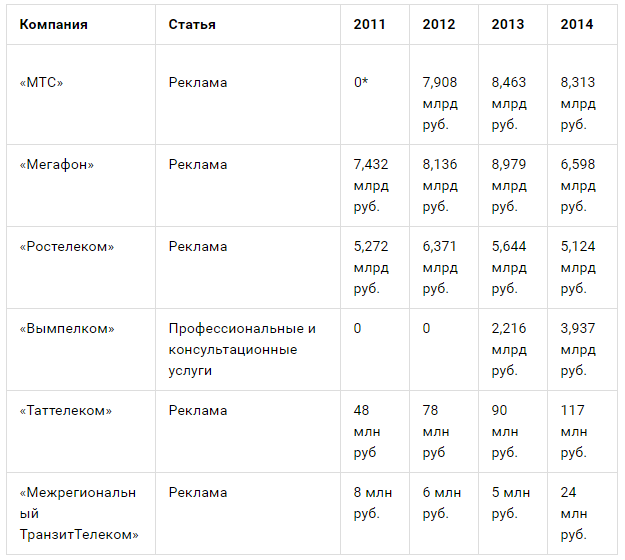 Компания Статья 2011 2012 2013 2014
«МТС» Реклама 0* 7,908 8,463 8,313
млрд млрд млрд
руб. руб. руб.
«Мегафон» Реклама 7,432 8,136 8,979 6,598
млрд млрд млрд млрд
руб. руб. руб. руб.
«Ростелеком» Реклама 5,272 6,371 5,644 5,124
млрд млрд млрд млрд
руб. руб. руб. руб.
«Вымпелком» Профессиональные и 0 0 2,216 3,937
консультационные млрд млрд
услуги руб. руб.
«Таттелеком» Реклама 48 78 90 117
млн млн млн млн
руб руб руб. руб.
«Межрегиональн Реклама 8 млн 6 млн 5 млн 24
ый руб. руб. руб. млн
ТранзитТелеком» руб.